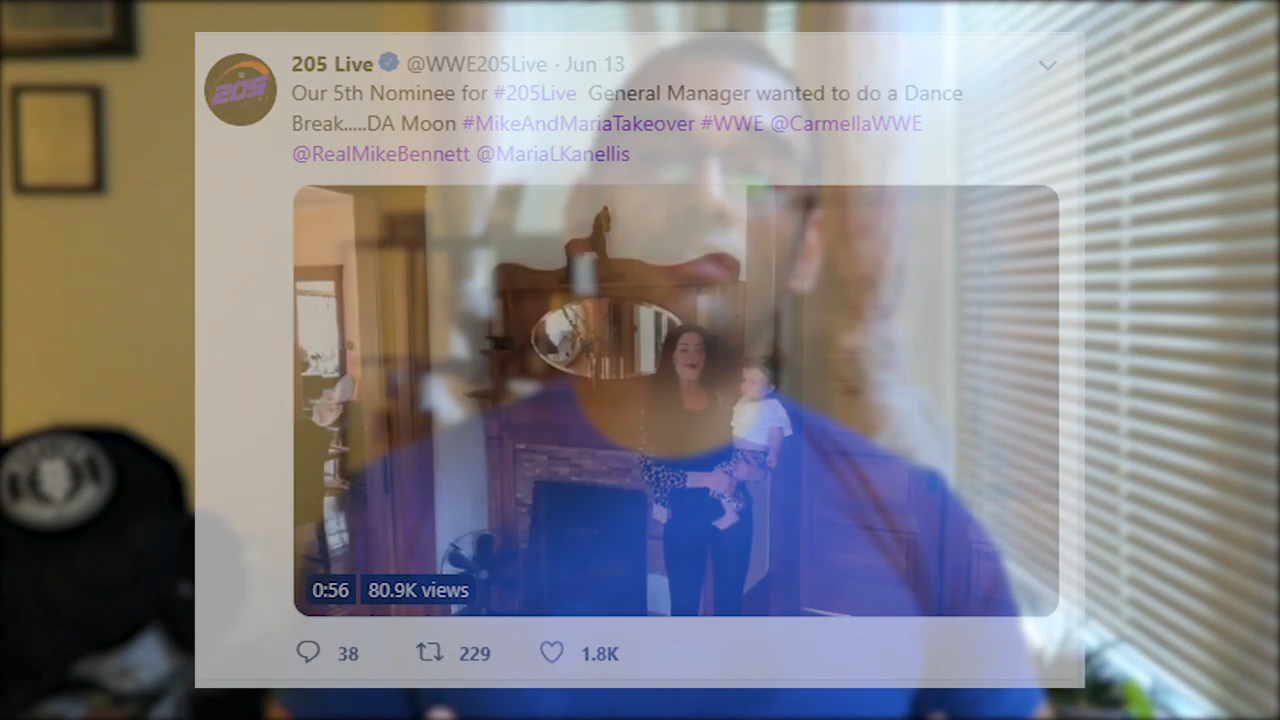 205 Live @WWE205Live · Jun 13
Our 5th Nominee for #205Live General Manager wanted to do a Dance
Break.....DA Moon #MikeAndMariaTakeover #WWE @CarmellaWWE
@RealMikeBennett @MariaLKanellis
205
0:56 80.9K views
38 229 1.8K